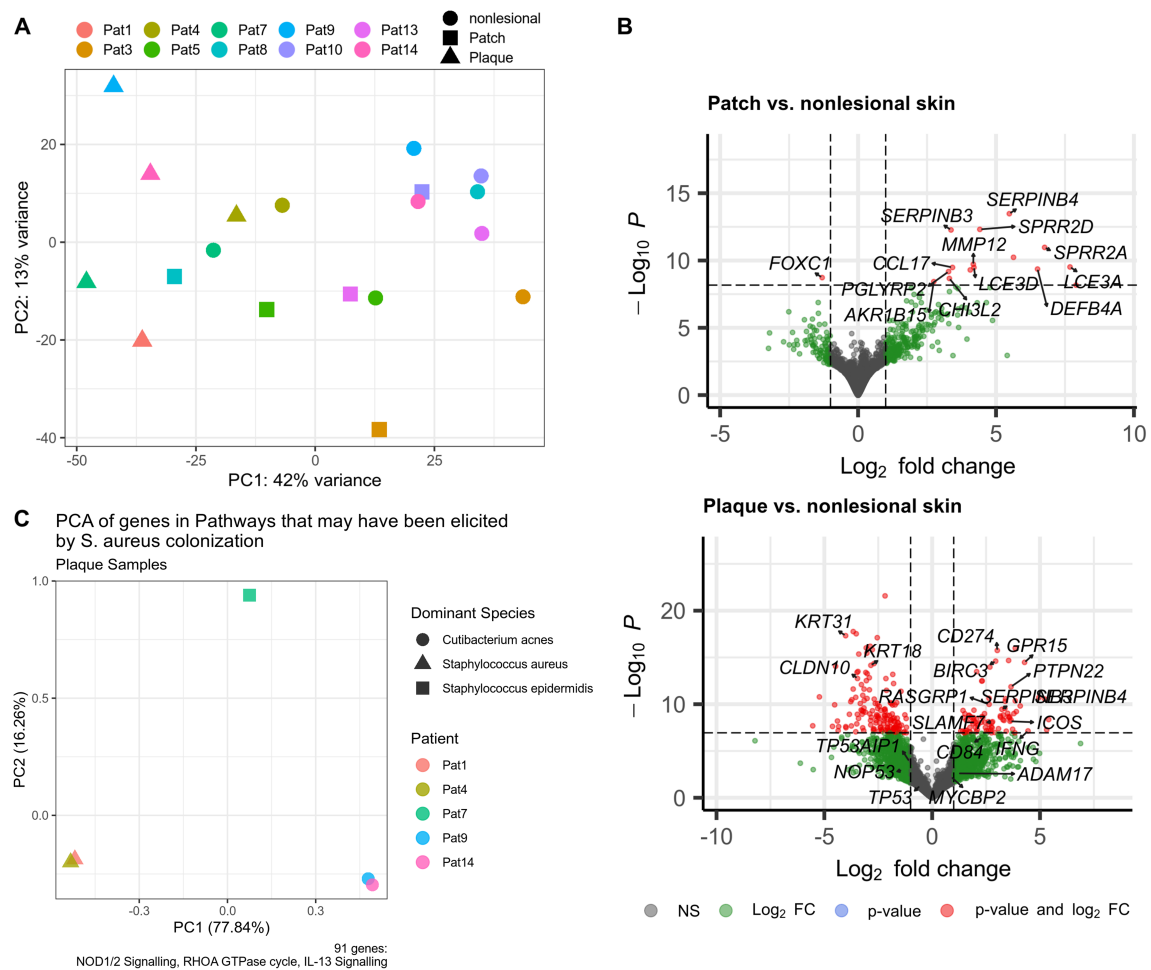 A
Pat1 Pat4 Pat7 Pat9 Pat13
Pat3 Pat5 Pat8 Pat10 Pat14
nonlesional
Patch
Plaque
20
0
-20
-40
-50 -25 0 25
PC2: 13% variance
PC1: 42% variance
B
Patch vs. nonlesional skin
15
10
5
0
-5 0 5 10
− Log10 P
Log2 fold change
SERPINB4
SERPINB3
SPRR2D
MMP12
SPRR2A
FOXC1
CCL17
LCE3D
LCE3A
PGLYRP2
AKR1B15
CHI3L2
DEFB4A
Plaque vs. nonlesional skin
20
10
0
-10 -5 0 5
− Log10 P
Log2 fold change
KRT31
CD274
GPR15
KRT18
CLDN10
BIRC3
PTPN22
RASGRP1
SERPINB3
SERPINB4
SLAMF7
ICOS
TP53AIP1
CD84
IFNG
NOP53
ADAM17
TP53
MYCBP2
NS Log2 FC p-value p-value and log2 FC
C
PCA of genes in Pathways that may have been elicited
by S. aureus colonization
Plaque Samples
1.0
0.5
0.0
-0.3 0.0 0.3
PC2 (16.26%)
PC1 (77.84%)
91 genes:
NOD1/2 Signalling, RHOA GTPase cycle, IL-13 Signalling
Dominant Species
Cutibacterium acnes
Staphylococcus aureus
Staphylococcus epidermidis
Patient
Pat1
Pat4
Pat7
Pat9
Pat14